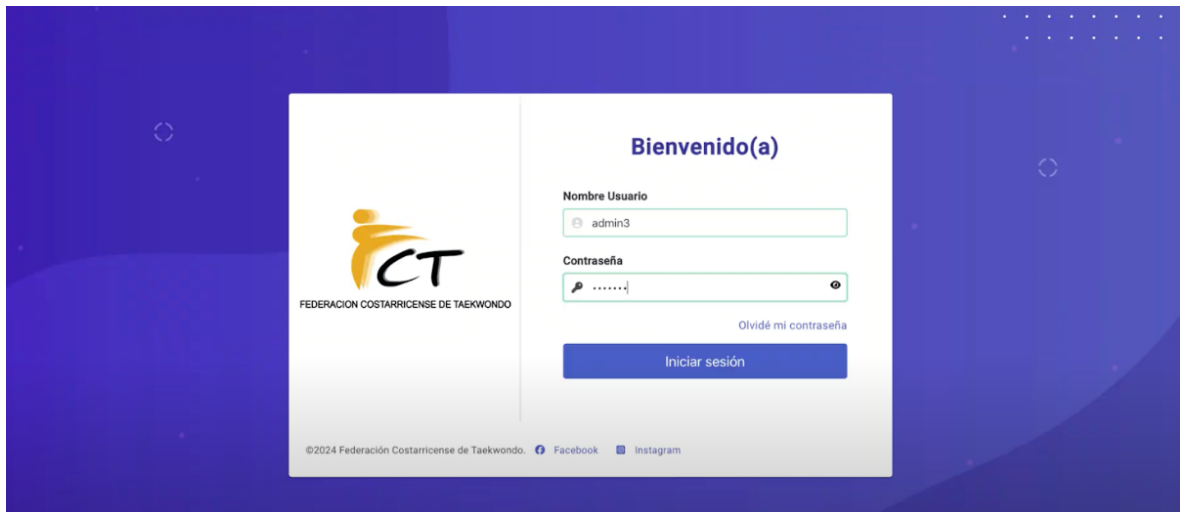 CT
FEDERACION COSTARRICENSE DE TAEKWONDO
Bienvenido(a)
Nombre Usuario
admin3
Contraseña
·······
Olvidé mi contraseña
Iniciar sesión
©2024 Federación Costarricense de Taekwondo. Facebook Instagram